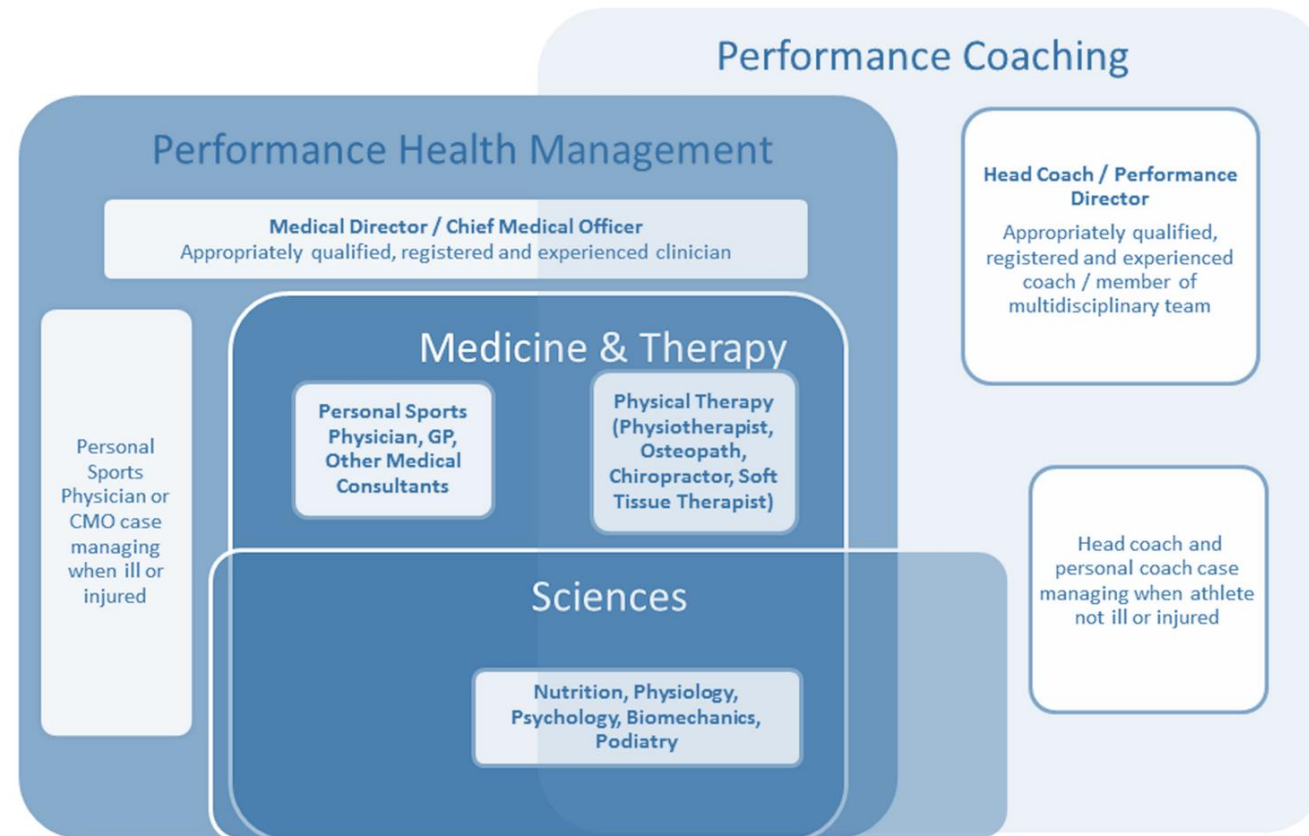 Performance Coaching
Performance Health Management
Medical Director / Chief Medical Officer
Appropriately qualified, registered and experienced clinician
Head Coach / Performance
Director
Appropriately qualified,
registered and experienced
coach / member of
multidisciplinary team
Personal
Sports
Physician or
CMO case
managing
when ill or
injured
Medicine & Therapy
Personal Sports
Physician, GP,
Other Medical
Consultants
Physical Therapy
(Physiotherapist,
Osteopath,
Chiropractor, Soft
Tissue Therapist)
Head coach and
personal coach case
managing when athlete
not ill or injured
Sciences
Nutrition, Physiology,
Psychology, Biomechanics,
Podiatry